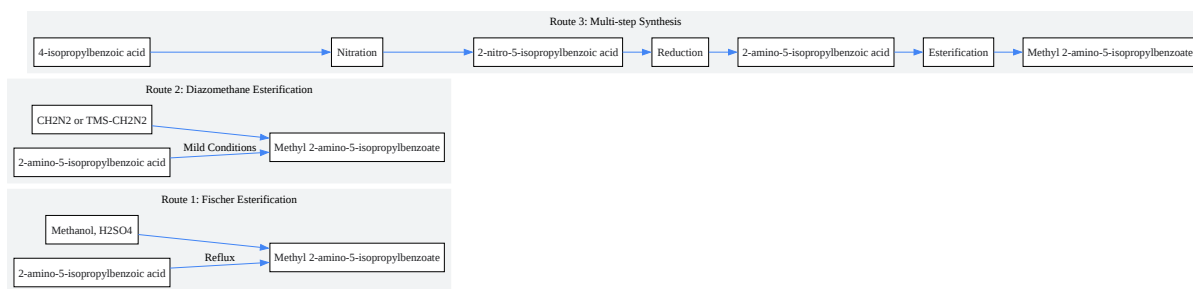 Route 3: Multi-step Synthesis
4-isopropylbenzoic acid
Nitration
2-nitro-5-isopropylbenzoic acid
Reduction
2-amino-5-isopropylbenzoic acid
Esterification
Methyl 2-amino-5-isopropylbenzoate
Route 2: Diazomethane Esterification
CH2N2 or TMS-CH2N2
Mild Conditions
Methyl 2-amino-5-isopropylbenzoate
2-amino-5-isopropylbenzoic acid
Route 1: Fischer Esterification
Methanol, H2SO4
Reflux
Methyl 2-amino-5-isopropylbenzoate
2-amino-5-isopropylbenzoic acid